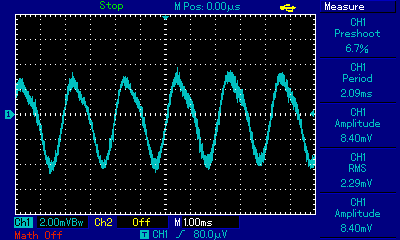 Stop M Pos: 0.00μs Measure
CH1
Preshoot
6.7%
CH1
Period
2.09ms
1
CH1
Amplitude
8.40mV
CH1
RMS
2.29mV
CH1
Amplitude
8.40mV
Ch1 2.00mVBw Ch2 Off M 1.00ms
Math Off T CH1 80.0μV